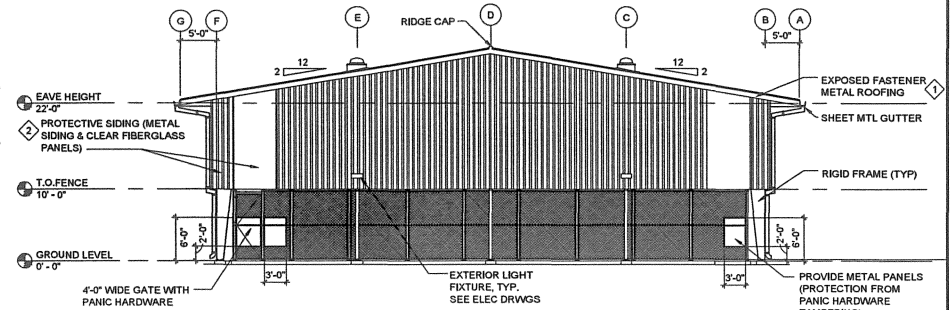 G
F
E
D
C
B
A
5'-0"
5'-0"
RIDGE CAP
12
2
12
2
EAVE HEIGHT
22'-0"
EXPOSED FASTENER
METAL ROOFING
1
SHEET MTL GUTTER
2
PROTECTIVE SIDING (METAL
SIDING & CLEAR FIBERGLASS
PANELS)
T.O.FENCE
10' - 0"
RIGID FRAME (TYP)
6'-0"
2'-0"
2'-0"
6'-0"
GROUND LEVEL
0' - 0"
3'-0"
3'-0"
4'-0" WIDE GATE WITH
PANIC HARDWARE
EXTERIOR LIGHT
FIXTURE, TYP.
SEE ELEC DRWGS
PROVIDE METAL PANELS
(PROTECTION FROM
PANIC HARDWARE